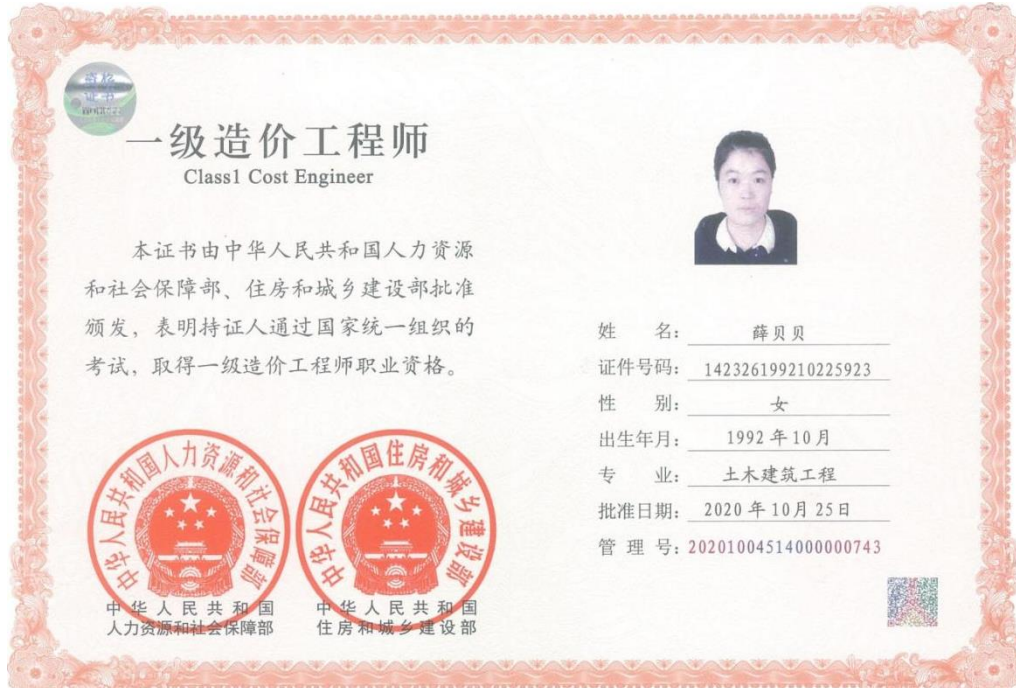 资格
证书
一级造价工程师
Class1 Cost Engineer
本证书由中华人民共和国人力资源
和社会保障部、住房和城乡建设部批准
颁发，表明持证人通过国家统一组织的
考试，取得一级造价工程师职业资格。
中华人民共和国人力资源和社会保障部
中华人民共和国住房和城乡建设部
中华人民共和国
人力资源和社会保障部
中华人民共和国
住房和城乡建设部
姓 名： 薛贝贝
证件号码： 142326199210225923
性 别： 女
出生年月： 1992年10月
专 业： 土木建筑工程
批准日期： 2020年10月25日
管 理 号：20201004514000000743